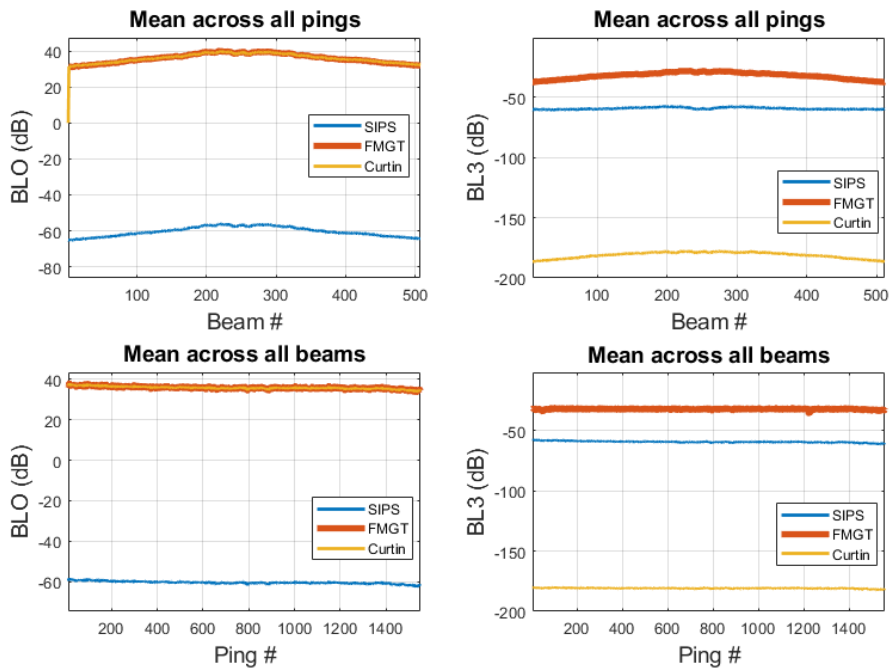 Mean across all pings
BLO (dB)
40
20
0
-20
-40
-60
-80
SIPS
FMGT
Curtin
100
200
300
400
500
Beam #
Mean across all pings
BL3 (dB)
-50
-100
-150
-200
SIPS
FMGT
Curtin
100
200
300
400
500
Beam #
Mean across all beams
BLO (dB)
40
20
0
-20
-40
-60
SIPS
FMGT
Curtin
200
400
600
800
1000
1200
1400
Ping #
Mean across all beams
BL3 (dB)
-50
-100
-150
-200
SIPS
FMGT
Curtin
200
400
600
800
1000
1200
1400
Ping #